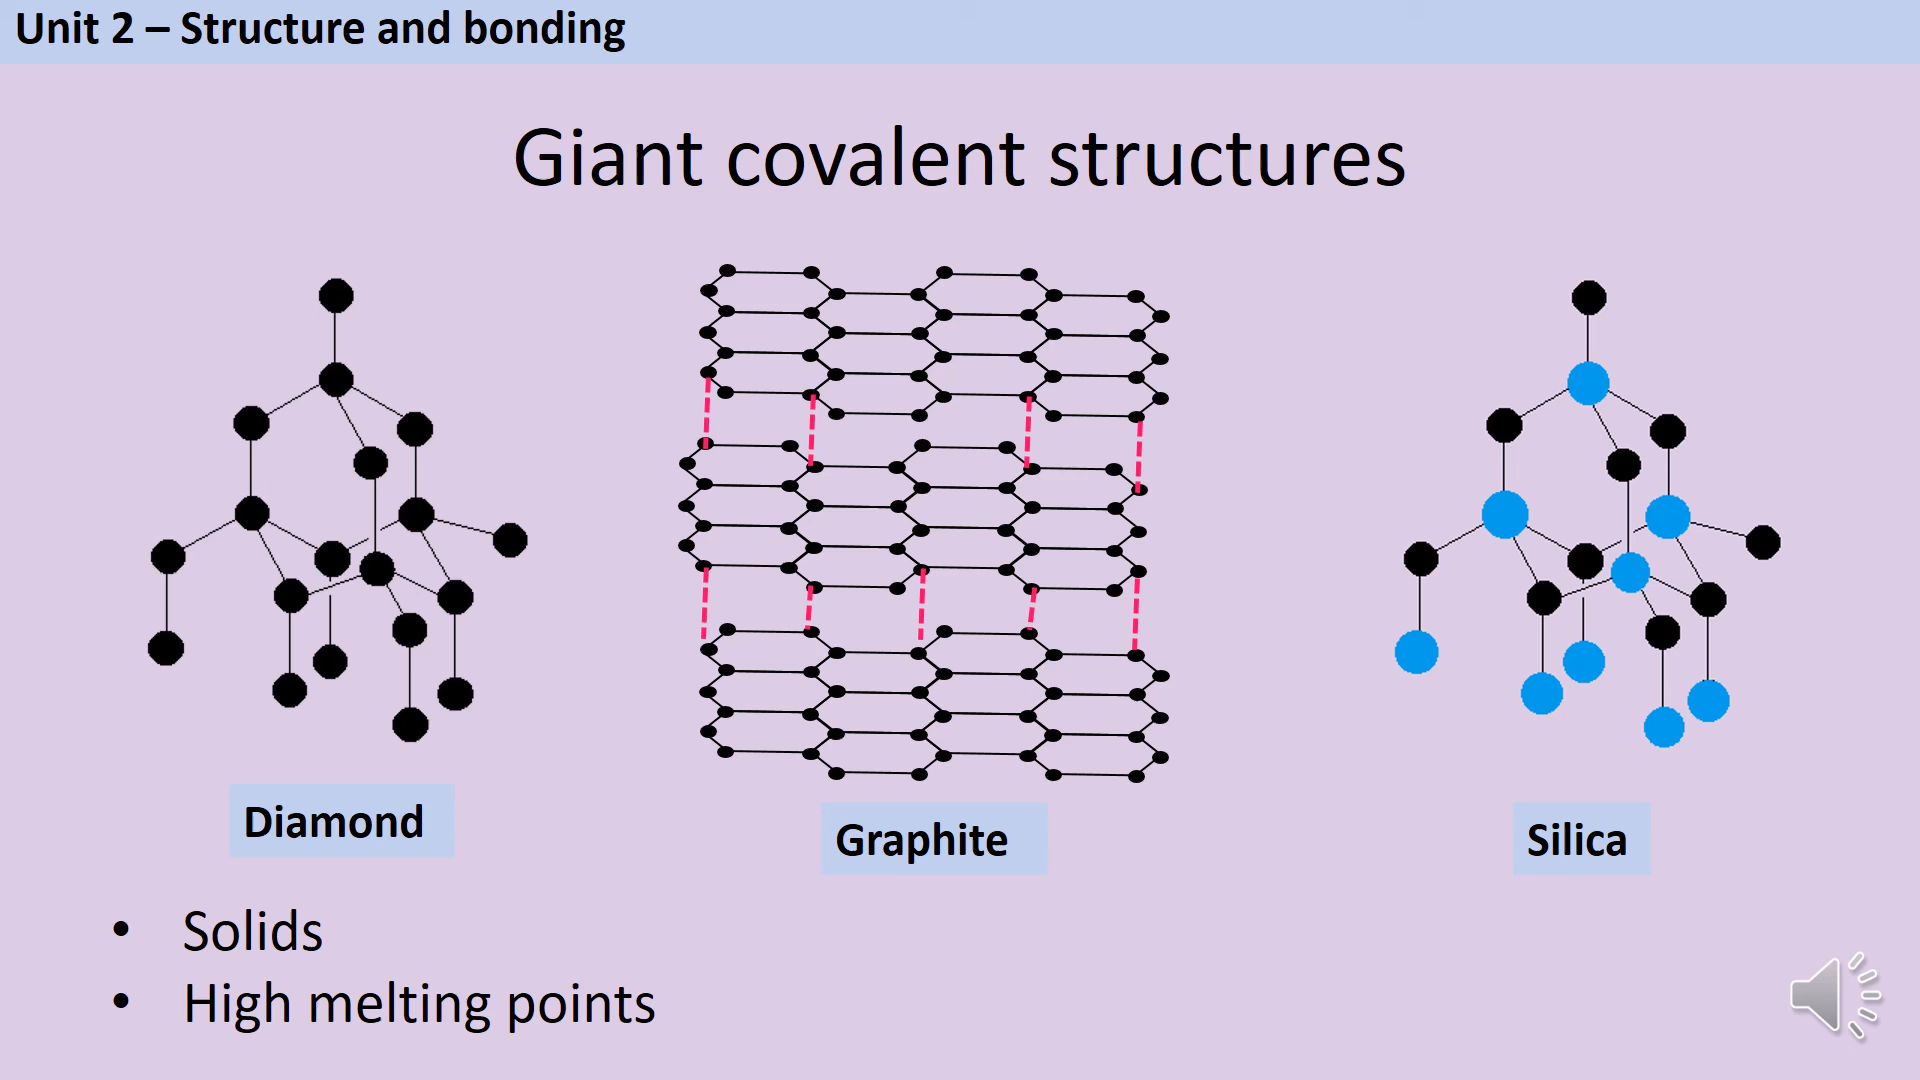 Unit 2 – Structure and bonding
Giant covalent structures
Diamond
Graphite
Silica
• Solids
• High melting points